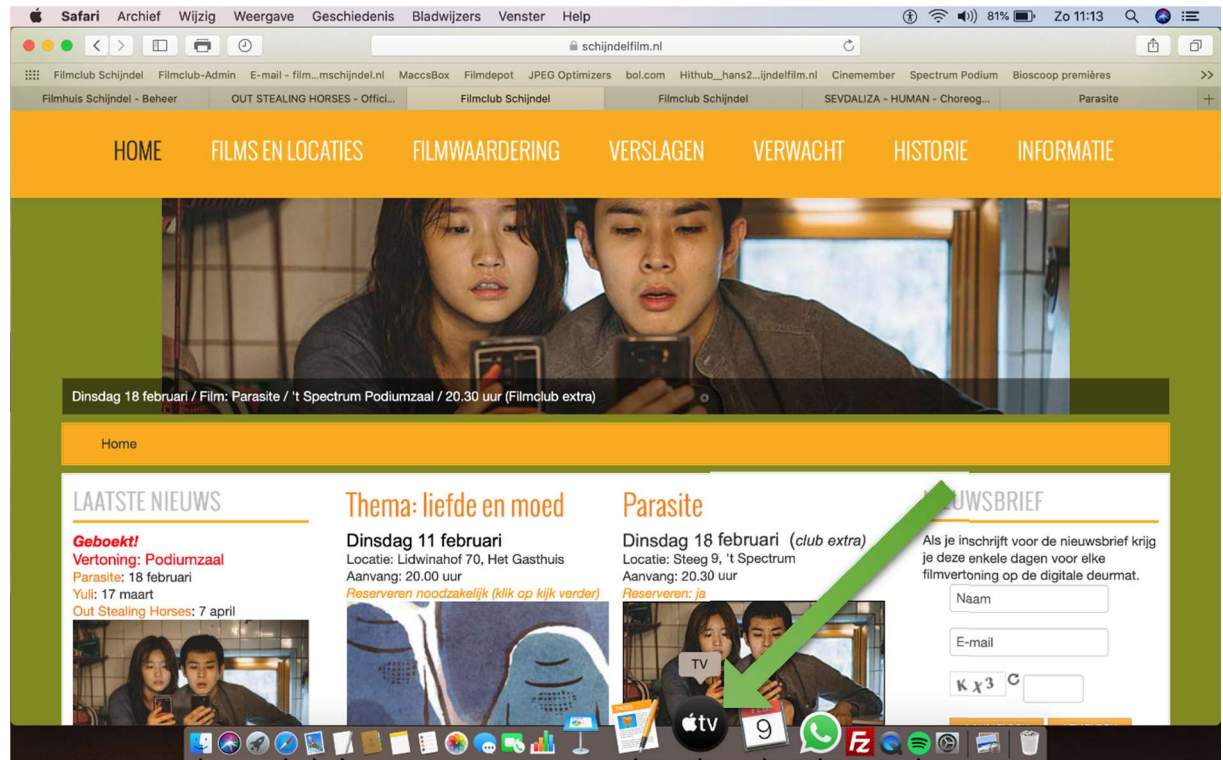 Safari Archief Wijzig Weergave Geschiedenis Bladwijzers Venster Help 81% Zo 11:13
schijndelfilm.nl
Filmclub Schijndel Filmclub-Admin E-mail - film...mschijndel.nl MaccsBox Filmdepot JPEG Optimizers bol.com Hithub__hans2...ijndelfilm.nl Cinemember Spectrum Podium Bioscoop premières >>
Filmhuis Schijndel - Beheer OUT STEALING HORSES - Offici... Filmclub Schijndel Filmclub Schijndel SEVDALIZA - HUMAN - Choreog... Parasite +
HOME FILMS EN LOCATIES FILMWAARDERING VERSLAGEN VERWACHT HISTORIE INFORMATIE
Dinsdag 18 februari / Film: Parasite / 't Spectrum Podiumzaal / 20.30 uur (Filmclub extra)
Home
LAATSTE NIEUWS
Geboekt!
Vertoning: Podiumzaal
Parasite: 18 februari
Yuli: 17 maart
Out Stealing Horses: 7 april
Thema: liefde en moed
Dinsdag 11 februari
Locatie: Lidwinahof 70, Het Gasthuis
Aanvang: 20.00 uur
Reserveren noodzakelijk (klik op kijk verder)
Parasite
Dinsdag 18 februari (club extra)
Locatie: Steeg 9, 't Spectrum
Aanvang: 20.30 uur
Reserveren: ja
UWSBRIEF
Als je inschrijft voor de nieuwsbrief krijg
je deze enkele dagen voor elke
filmvertoning op de digitale deurmat.
Naam
E-mail
K X 3
TV
tv
9